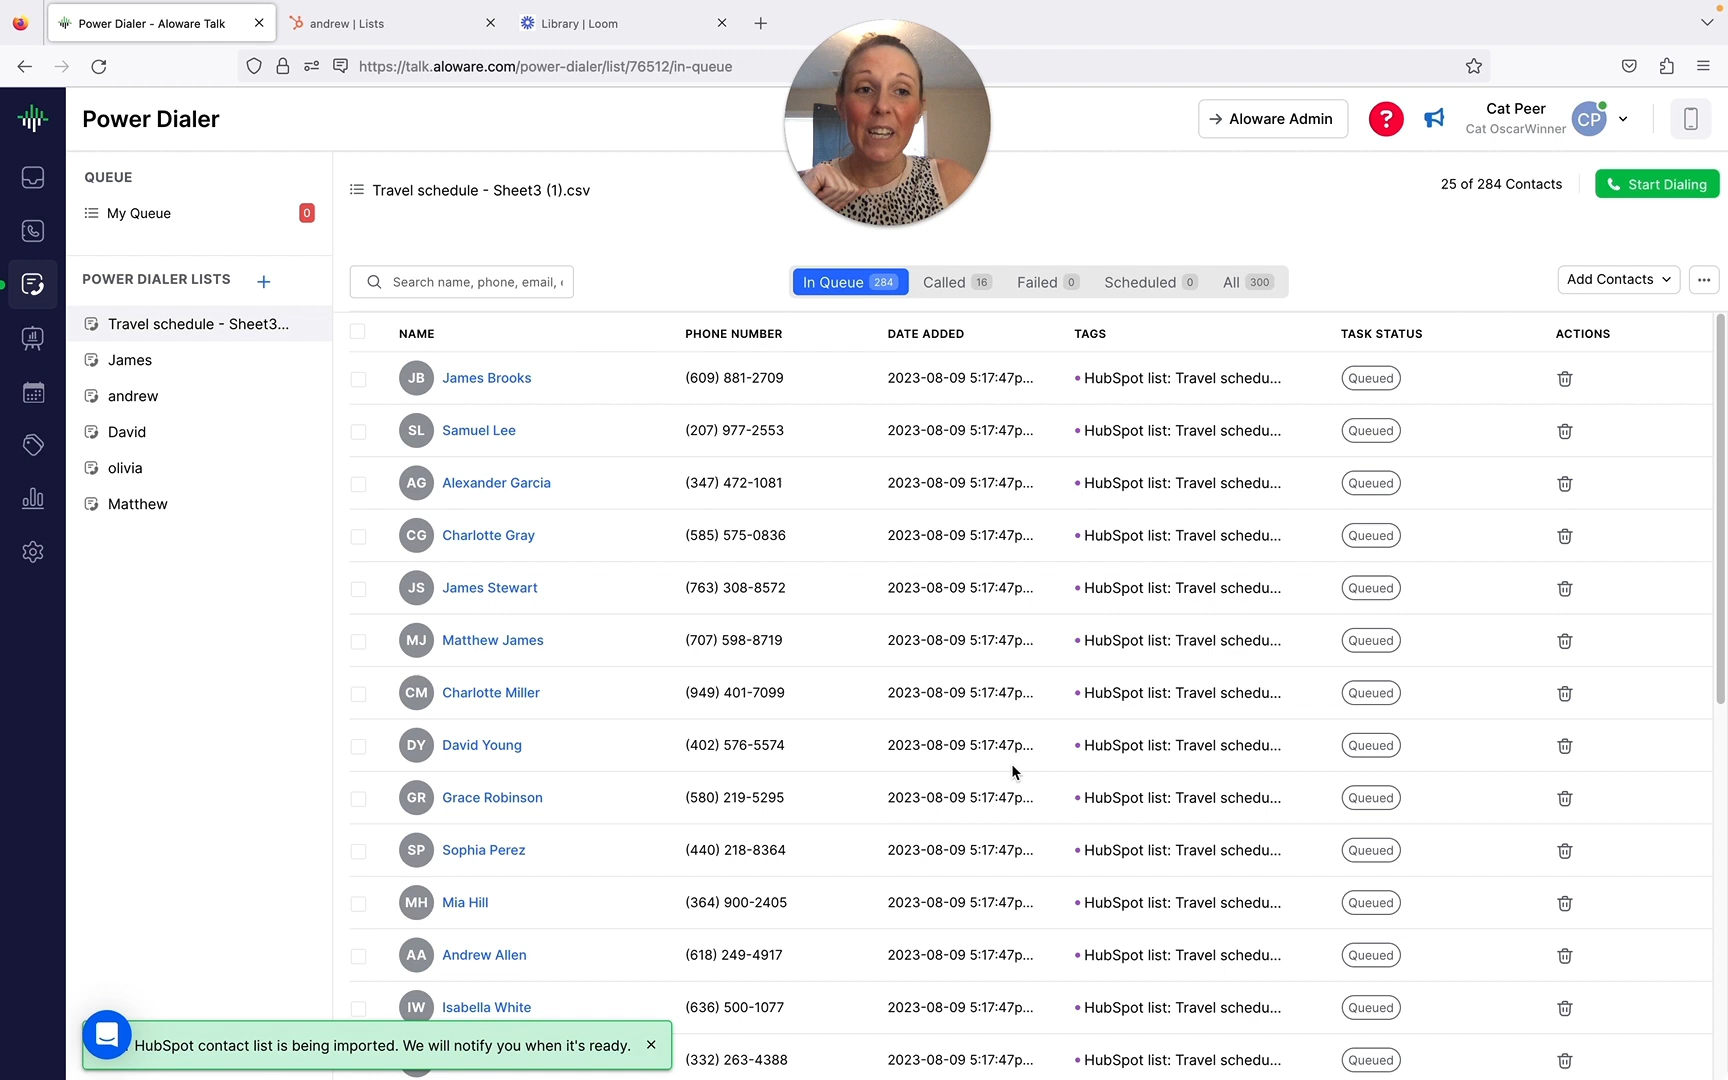 Power Dialer - Aloware Talk
andrew | Lists
Library | Loom
https://talk.aloware.com/power-dialer/list/76512/in-queue
Power Dialer
Aloware Admin
?
Cat Peer
Cat OscarWinner
CP
QUEUE
My Queue
0
POWER DIALER LISTS
Travel schedule - Sheet3...
James
andrew
David
olivia
Matthew
Travel schedule - Sheet3 (1).csv
25 of 284 Contacts
Start Dialing
Search name, phone, email,
In Queue 284
Called 16
Failed 0
Scheduled 0
All 300
Add Contacts
NAME PHONE NUMBER DATE ADDED TAGS TASK STATUS ACTIONS
JB James Brooks (609) 881-2709 2023-08-09 5:17:47p... HubSpot list: Travel schedu... Queued
SL Samuel Lee (207) 977-2553 2023-08-09 5:17:47p... HubSpot list: Travel schedu... Queued
AG Alexander Garcia (347) 472-1081 2023-08-09 5:17:47p... HubSpot list: Travel schedu... Queued
CG Charlotte Gray (585) 575-0836 2023-08-09 5:17:47p... HubSpot list: Travel schedu... Queued
JS James Stewart (763) 308-8572 2023-08-09 5:17:47p... HubSpot list: Travel schedu... Queued
MJ Matthew James (707) 598-8719 2023-08-09 5:17:47p... HubSpot list: Travel schedu... Queued
CM Charlotte Miller (949) 401-7099 2023-08-09 5:17:47p... HubSpot list: Travel schedu... Queued
DY David Young (402) 576-5574 2023-08-09 5:17:47p... HubSpot list: Travel schedu... Queued
GR Grace Robinson (580) 219-5295 2023-08-09 5:17:47p... HubSpot list: Travel schedu... Queued
SP Sophia Perez (440) 218-8364 2023-08-09 5:17:47p... HubSpot list: Travel schedu... Queued
MH Mia Hill (364) 900-2405 2023-08-09 5:17:47p... HubSpot list: Travel schedu... Queued
AA Andrew Allen (618) 249-4917 2023-08-09 5:17:47p... HubSpot list: Travel schedu... Queued
IW Isabella White (636) 500-1077 2023-08-09 5:17:47p... HubSpot list: Travel schedu... Queued
(332) 263-4388 2023-08-09 5:17:47p... HubSpot list: Travel schedu... Queued
HubSpot contact list is being imported. We will notify you when it's ready.